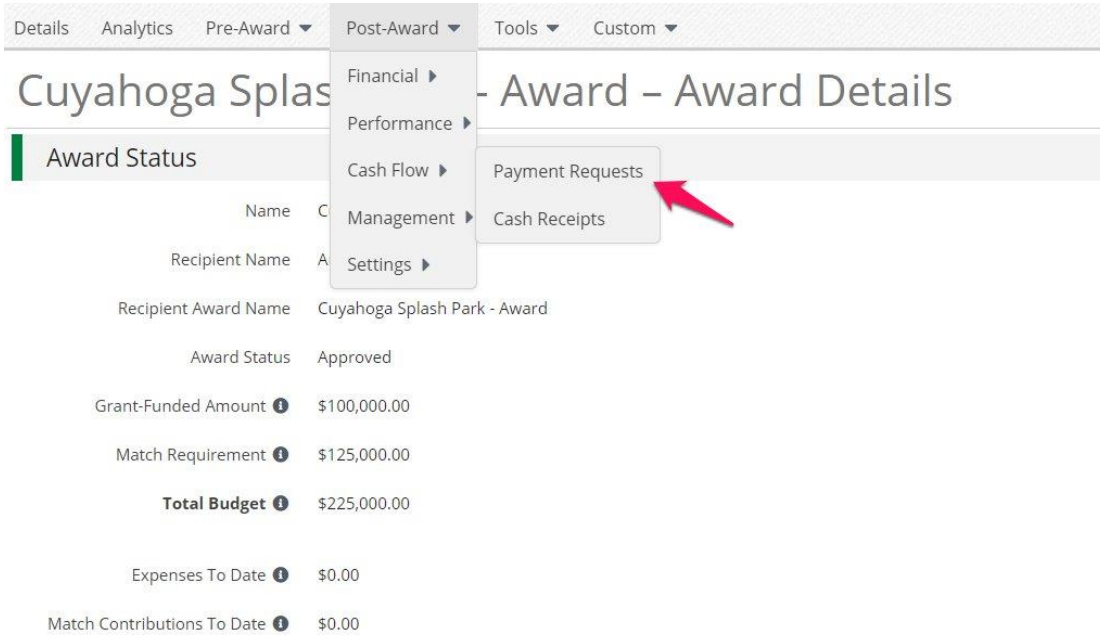 Details Analytics Pre-Award Post-Award Tools Custom
Financial
Cuyahoga Splas - Award – Award Details
Performance
Award Status
Cash Flow Payment Requests
Name C
Management Cash Receipts
Recipient Name A
Settings
Recipient Award Name Cuyahoga Splash Park - Award
Award Status Approved
Grant-Funded Amount $100,000.00
Match Requirement $125,000.00
Total Budget $225,000.00
Expenses To Date $0.00
Match Contributions To Date $0.00